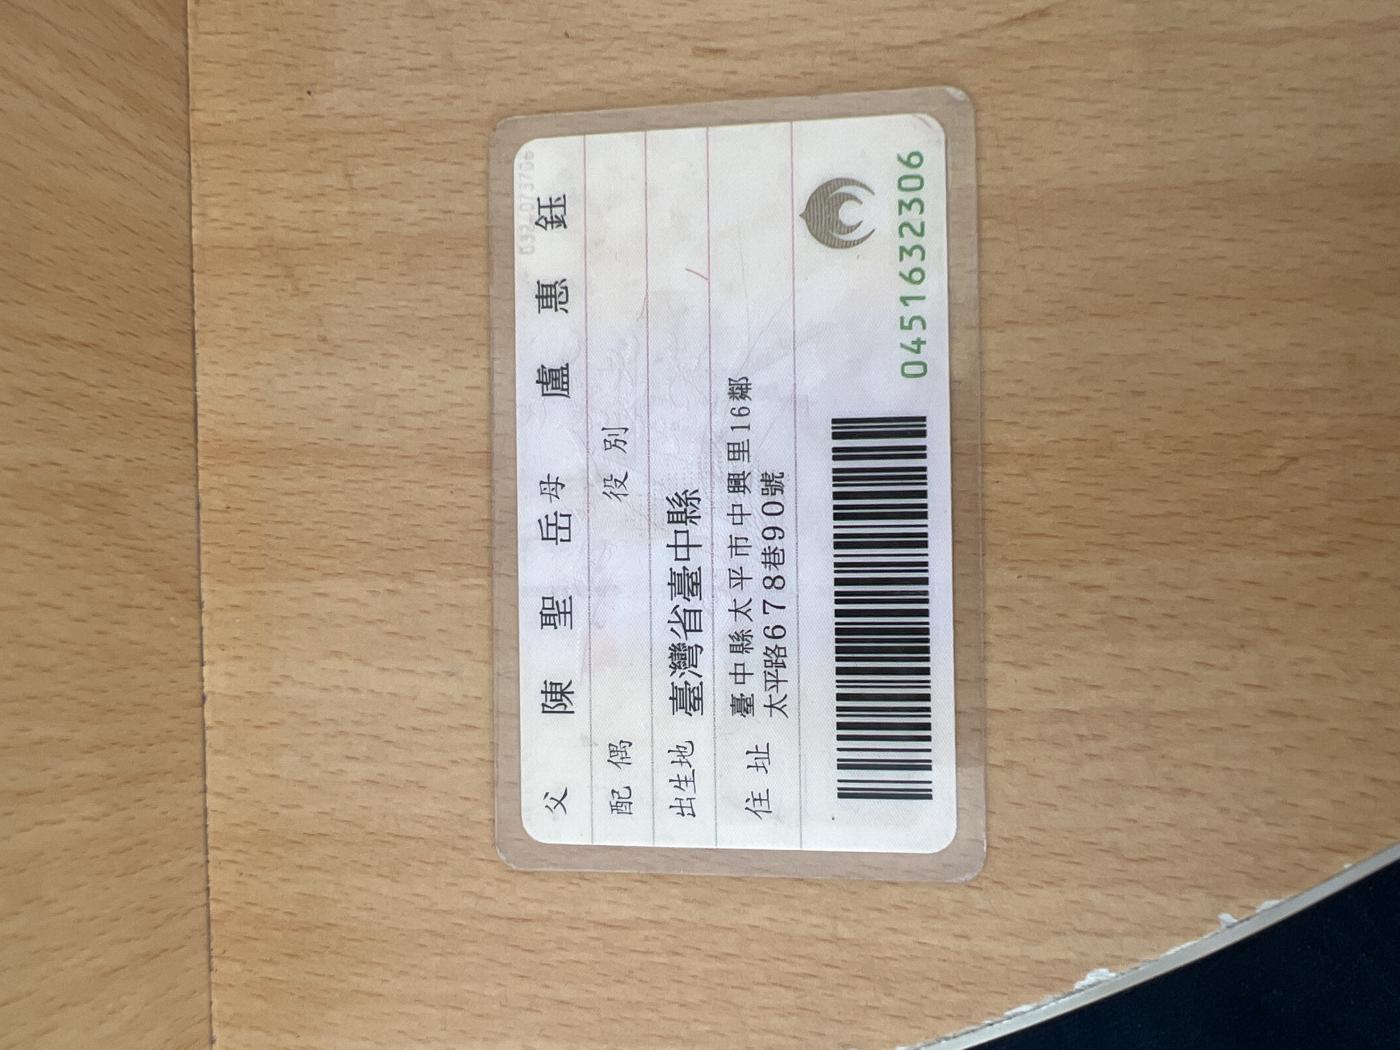 父 陳聖岳 母 盧惠鈺
配偶 役別
出生地 臺灣省臺中縣
住址 臺中縣太平市中興里16鄰
太平路678巷90號
0451632306